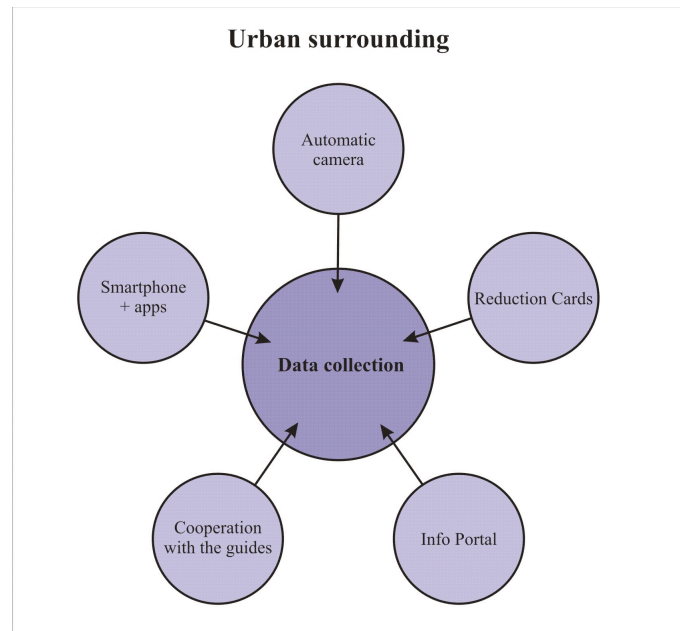 Urban surrounding
Automatic
camera
Smartphone
+ apps
Reduction Cards
Data collection
Cooperation
with the guides
Info Portal